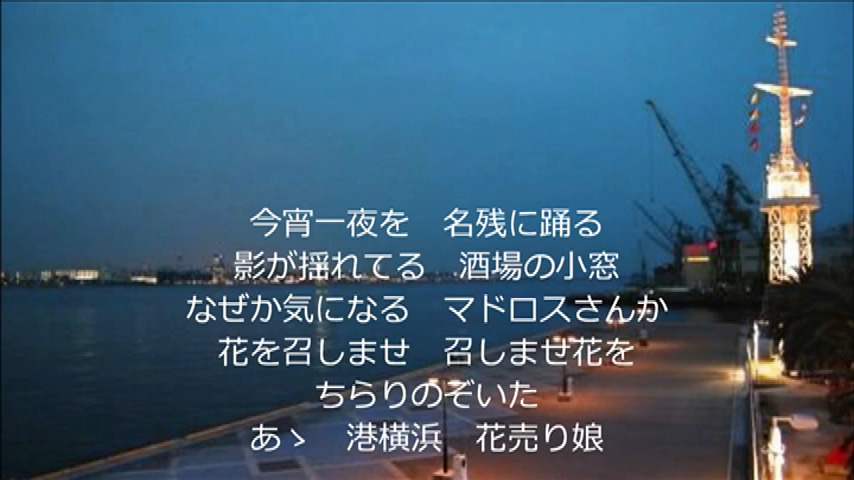 今宵一夜を　名残に踊る
影が揺れてる　酒場の小窓
なぜか気になる　マドロスさんか
花を召しませ　召しませ花を
ちらりのぞいた
あゝ　港横浜　花売り娘